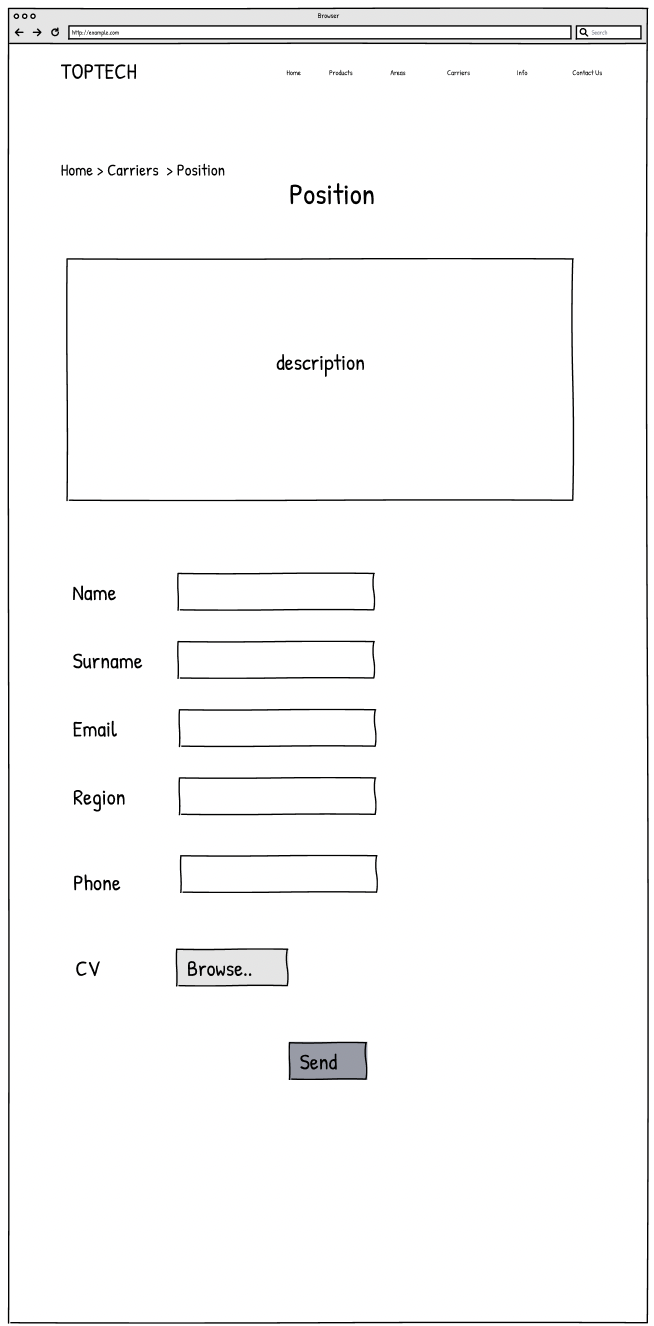 Browser
http://example.com
Search
TOPTECH
Home Products Areas Carriers Info Contact Us
Home > Carriers > Position
Position
description
Name
Surname
Email
Region
Phone
CV Browse..
Send